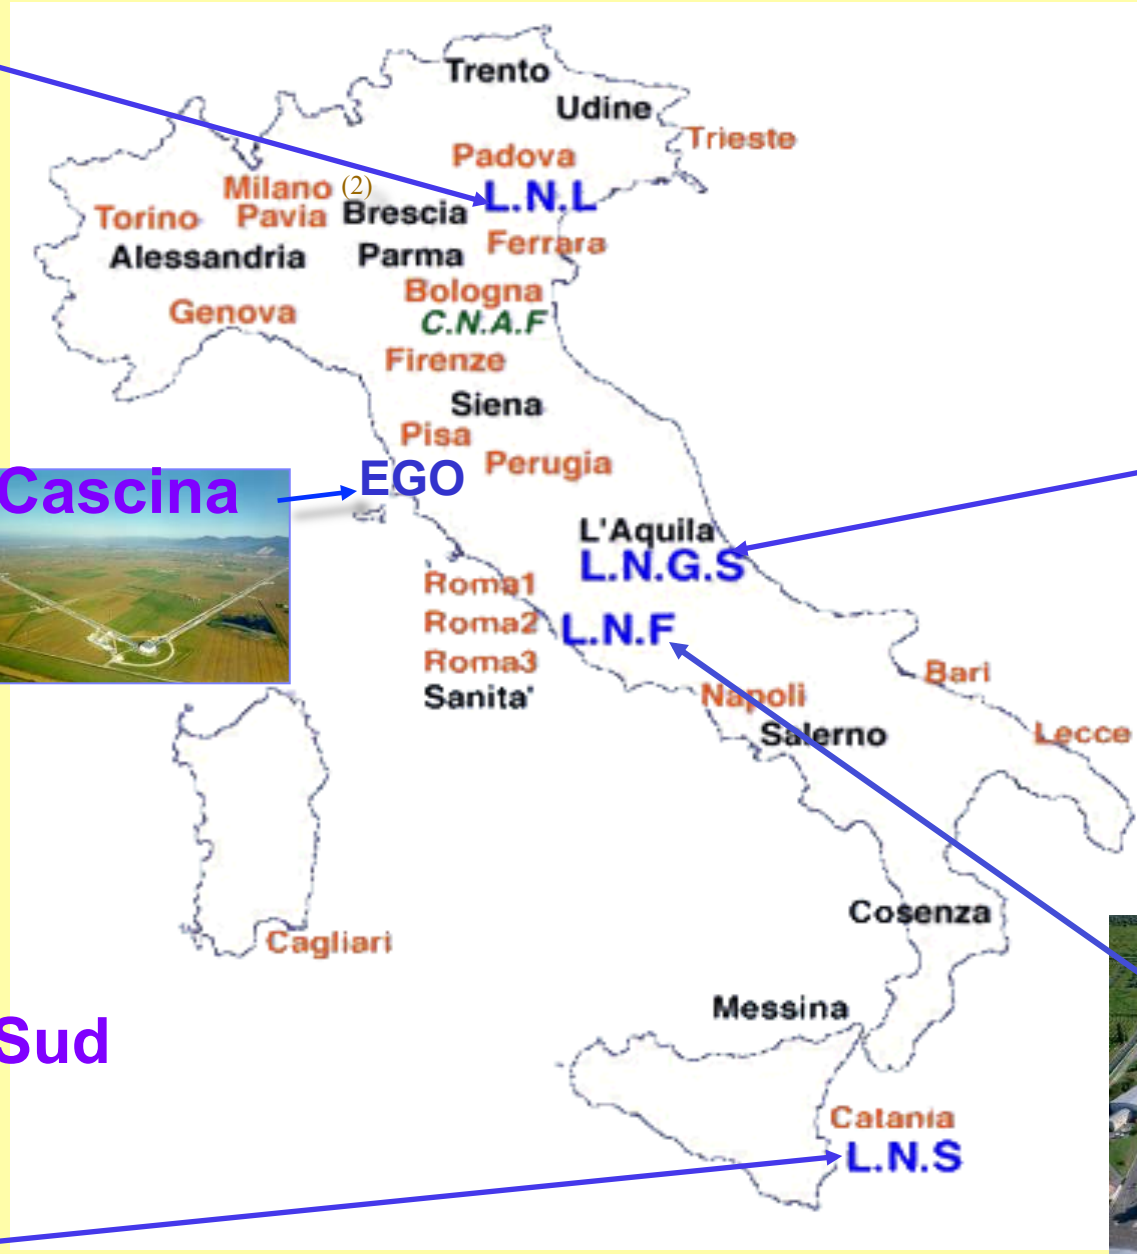 Trento
Udine
Trieste
Padova
Milano (2)
L.N.L
Torino Pavia Brescia
Ferrara
Alessandria Parma
Bologna
Genova
C.N.A.F
Firenze
Siena
Pisa
Perugia
Cascina EGO
L'Aquila
L.N.G.S
Roma1
Roma2 L.N.F
Roma3
Bari
Sanita'
Napoli
Salerno
Lecce
Cosenza
Cagliari
Messina
Sud
Catania
L.N.S